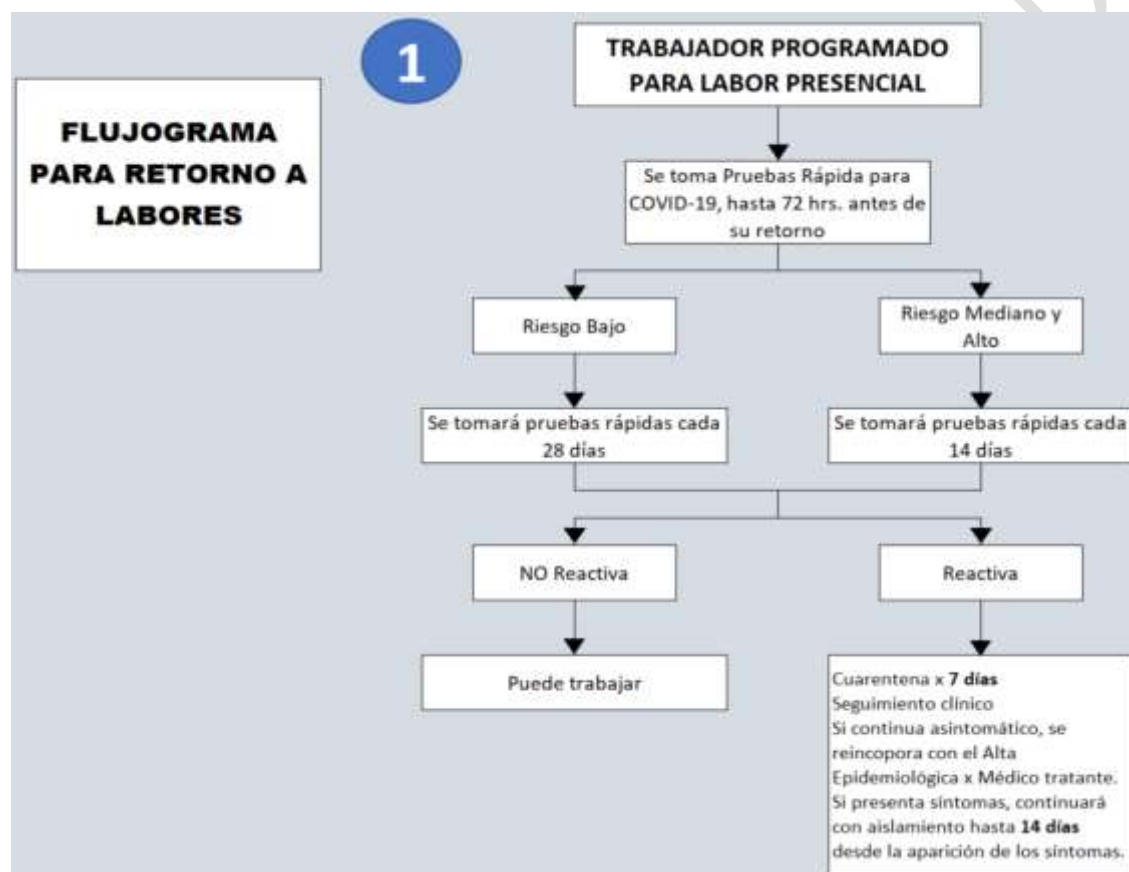 1
FLUJOGRAMA
PARA RETORNO A
LABORES
TRABAJADOR PROGRAMADO
PARA LABOR PRESENCIAL
Se toma Pruebas Rápida para
COVID-19, hasta 72 hrs. antes de
su retorno
Riesgo Bajo
Riesgo Mediano y
Alto
Se tomará pruebas rápidas cada
28 días
Se tomará pruebas rápidas cada
14 días
NO Reactiva
Reactiva
Puede trabajar
Cuarentena x 7 días
Seguimiento clínico
Si continua asintomático, se
reincopora con el Alta
Epidemiológica x Médico tratante.
Si presenta síntomas, continuará
con aislamiento hasta 14 días
desde la aparición de los síntomas.